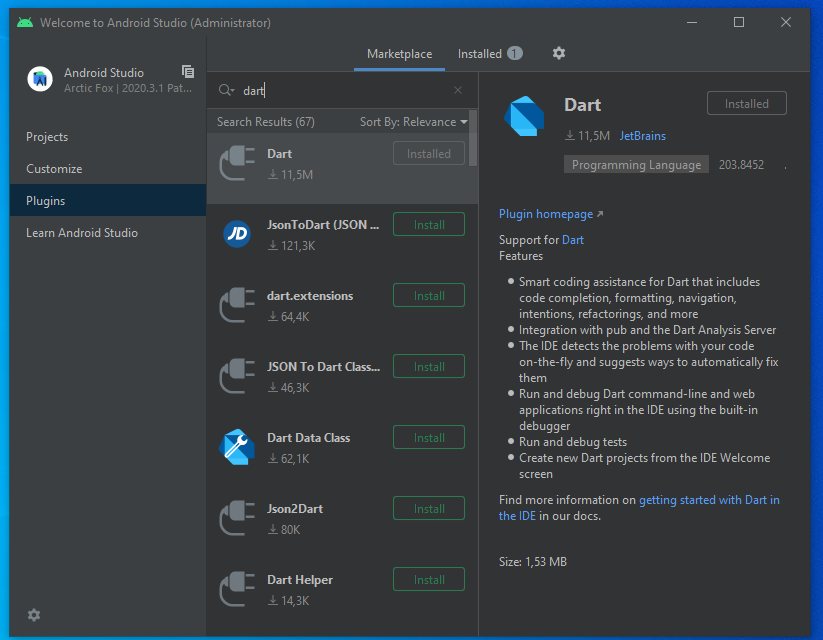 Welcome to Android Studio (Administrator)
Android Studio
Arctic Fox | 2020.3.1 Pat...
Projects
Customize
Plugins
Learn Android Studio
Marketplace
Installed 1
dart
Search Results (67)
Sort By: Relevance
Dart
11,5M
Installed
JsonToDart (JSON ...
121,3K
Install
dart.extensions
64,4K
Install
JSON To Dart Class...
46,3K
Install
Dart Data Class
62,1K
Install
Json2Dart
80K
Install
Dart Helper
14,3K
Install
Dart
Installed
11,5M JetBrains
Programming Language 203.8452 .
Plugin homepage
Support for Dart
Features
Smart coding assistance for Dart that includes
code completion, formatting, navigation,
intentions, refactorings, and more
Integration with pub and the Dart Analysis Server
The IDE detects the problems with your code
on-the-fly and suggests ways to automatically fix
them
Run and debug Dart command-line and web
applications right in the IDE using the built-in
debugger
Run and debug tests
Create new Dart projects from the IDE Welcome
screen
Find more information on getting started with Dart in
the IDE in our docs.
Size: 1,53 MB